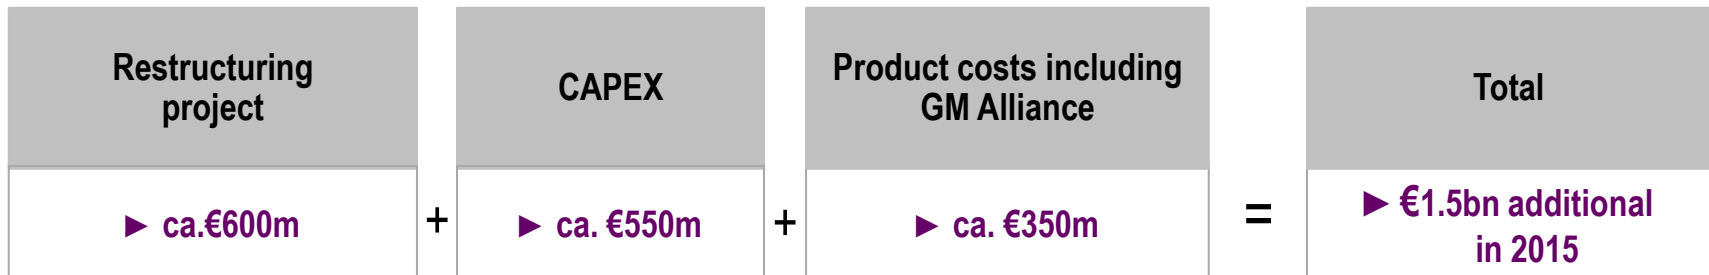 Restructuring
project
CAPEX
Product costs including
GM Alliance
Total
► ca.€600m
+
► ca. €550m
+
► ca. €350m
=
► €1.5bn additional
in 2015